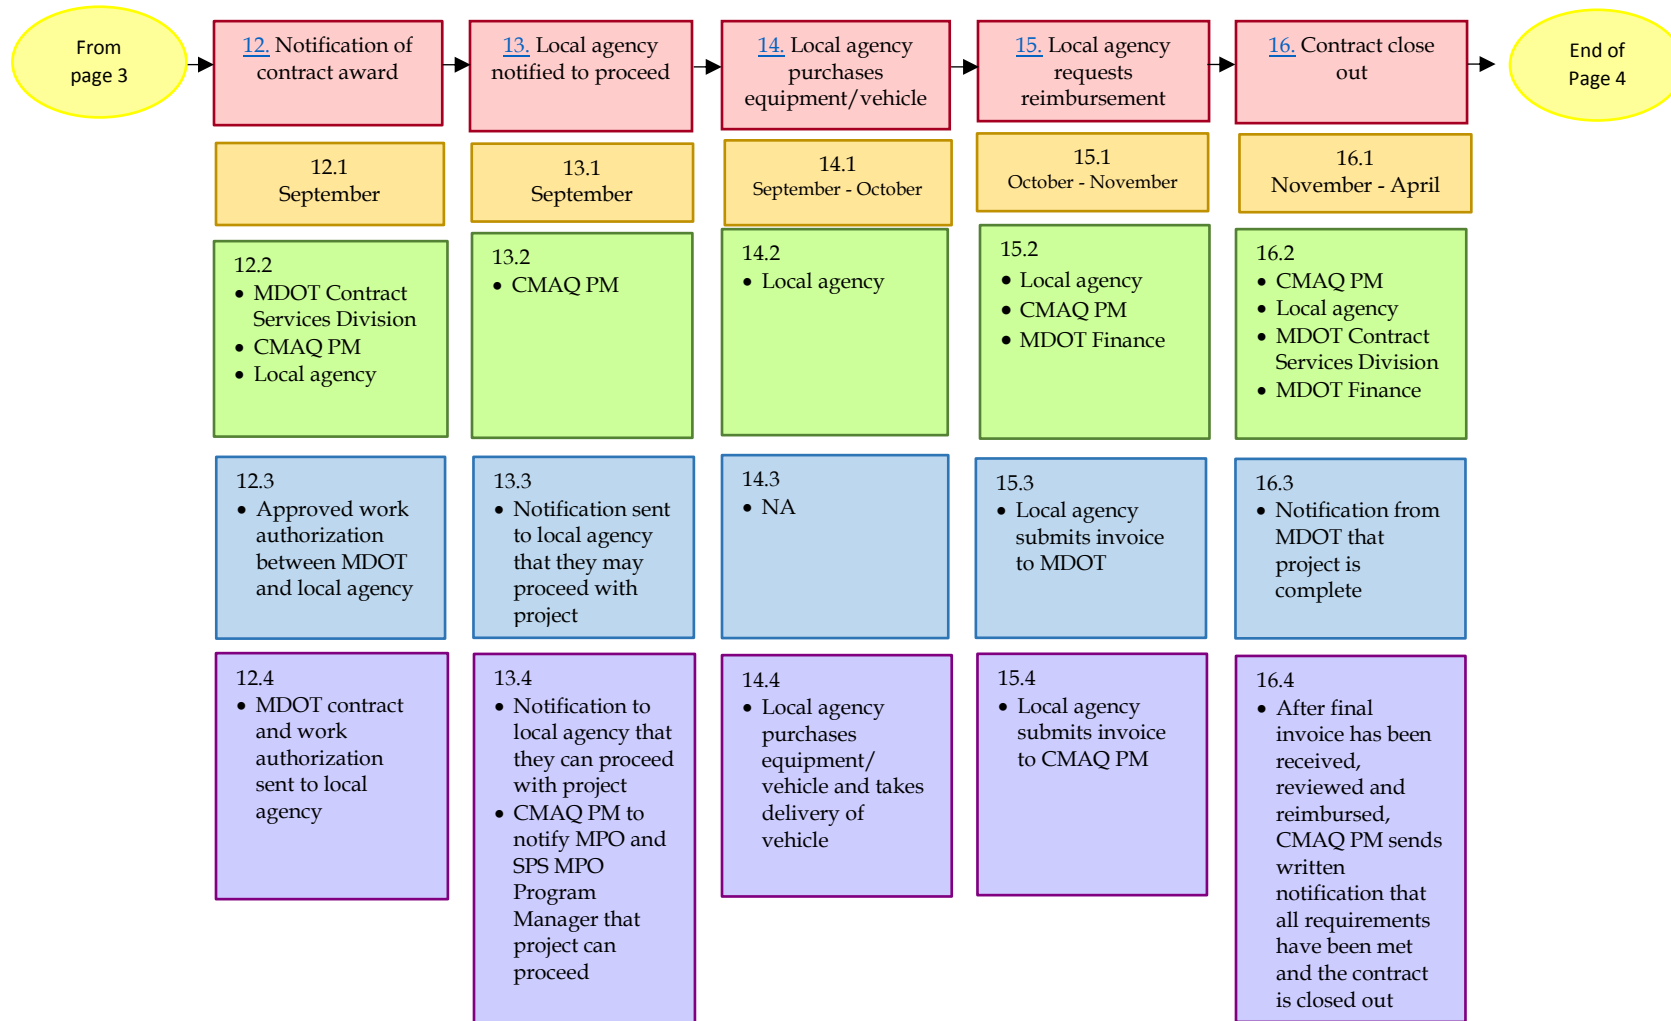 From
page 3
12. Notification of
contract award
13. Local agency
notified to proceed
14. Local agency
purchases
equipment/vehicle
15. Local agency
requests
reimbursement
16. Contract close
out
End of
Page 4
12.1
September
13.1
September
14.1
September - October
15.1
October - November
16.1
November - April
12.2
• MDOT Contract
Services Division
• CMAQ PM
• Local agency
13.2
• CMAQ PM
14.2
• Local agency
15.2
• Local agency
• CMAQ PM
• MDOT Finance
16.2
• CMAQ PM
• Local agency
• MDOT Contract
Services Division
• MDOT Finance
12.3
• Approved work
authorization
between MDOT
and local agency
13.3
• Notification sent
to local agency
that they may
proceed with
project
14.3
• NA
15.3
• Local agency
submits invoice
to MDOT
16.3
• Notification from
MDOT that
project is
complete
12.4
• MDOT contract
and work
authorization
sent to local
agency
13.4
• Notification to
local agency that
they can proceed
with project
• CMAQ PM to
notify MPO and
SPS MPO
Program
Manager that
project can
proceed
14.4
• Local agency
purchases
equipment/
vehicle and takes
delivery of
vehicle
15.4
• Local agency
submits invoice
to CMAQ PM
16.4
• After final
invoice has been
received,
reviewed and
reimbursed,
CMAQ PM sends
written
notification that
all requirements
have been met
and the contract
is closed out